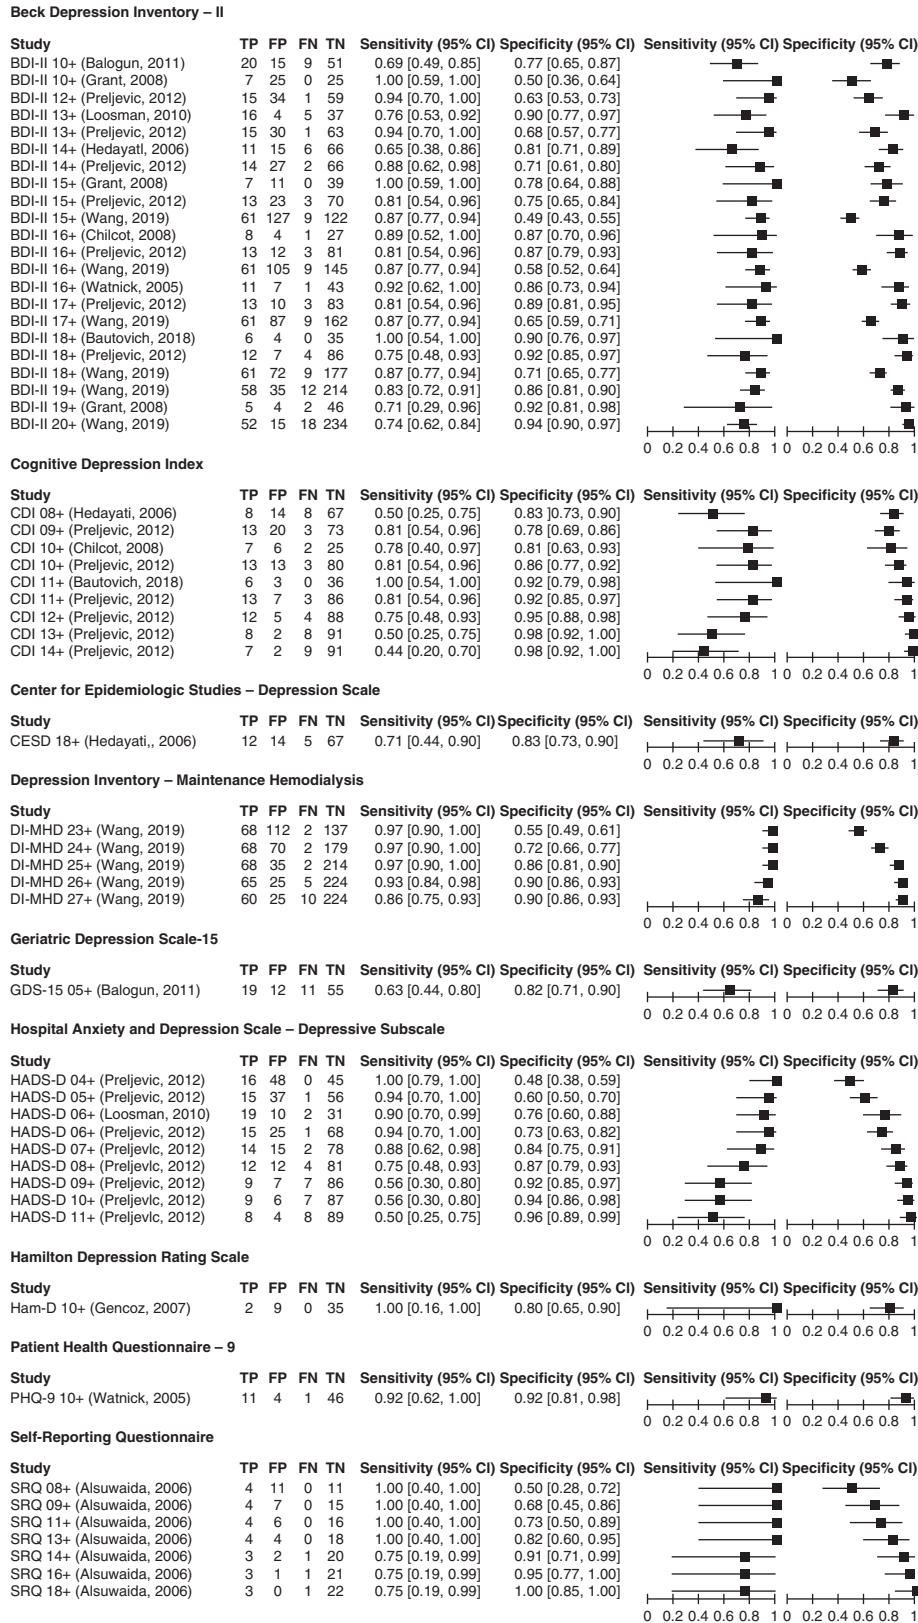 Beck Depression Inventory – II
Study TP FP FN TN Sensitivity (95% CI) Specificity (95% CI) Sensitivity (95% CI) Specificity (95% CI)
BDI-II 10+ (Balogun, 2011) 20 15 9 51 0.69 [0.49, 0.85] 0.77 [0.65, 0.87]
BDI-II 10+ (Grant, 2008) 7 25 0 25 1.00 [0.59, 1.00] 0.50 [0.36, 0.64]
BDI-II 12+ (Preljevic, 2012) 15 34 1 59 0.94 [0.70, 1.00] 0.63 [0.53, 0.73]
BDI-II 13+ (Loosman, 2010) 16 4 5 37 0.76 [0.53, 0.92] 0.90 [0.77, 0.97]
BDI-II 13+ (Preljevic, 2012) 15 30 1 63 0.94 [0.70, 1.00] 0.68 [0.57, 0.77]
BDI-II 14+ (Hedayatl, 2006) 11 15 6 66 0.65 [0.38, 0.86] 0.81 [0.71, 0.89]
BDI-II 14+ (Preljevic, 2012) 14 27 2 66 0.88 [0.62, 0.98] 0.71 [0.61, 0.80]
BDI-II 15+ (Grant, 2008) 7 11 0 39 1.00 [0.59, 1.00] 0.78 [0.64, 0.88]
BDI-II 15+ (Preljevic, 2012) 13 23 3 70 0.81 [0.54, 0.96] 0.75 [0.65, 0.84]
BDI-II 15+ (Wang, 2019) 61 127 9 122 0.87 [0.77, 0.94] 0.49 [0.43, 0.55]
BDI-II 16+ (Chilcot, 2008) 8 4 1 27 0.89 [0.52, 1.00] 0.87 [0.70, 0.96]
BDI-II 16+ (Preljevic, 2012) 13 12 3 81 0.81 [0.54, 0.96] 0.87 [0.79, 0.93]
BDI-II 16+ (Wang, 2019) 61 105 9 145 0.87 [0.77, 0.94] 0.58 [0.52, 0.64]
BDI-II 16+ (Watnick, 2005) 11 7 1 43 0.92 [0.62, 1.00] 0.86 [0.73, 0.94]
BDI-II 17+ (Preljevic, 2012) 13 10 3 83 0.81 [0.54, 0.96] 0.89 [0.81, 0.95]
BDI-II 17+ (Wang, 2019) 61 87 9 162 0.87 [0.77, 0.94] 0.65 [0.59, 0.71]
BDI-II 18+ (Bautovich, 2018) 6 4 0 35 1.00 [0.54, 1.00] 0.90 [0.76, 0.97]
BDI-II 18+ (Preljevic, 2012) 12 7 4 86 0.75 [0.48, 0.93] 0.92 [0.85, 0.97]
BDI-II 18+ (Wang, 2019) 61 72 9 177 0.87 [0.77, 0.94] 0.71 [0.65, 0.77]
BDI-II 19+ (Wang, 2019) 58 35 12 214 0.83 [0.72, 0.91] 0.86 [0.81, 0.90]
BDI-II 19+ (Grant, 2008) 5 4 2 46 0.71 [0.29, 0.96] 0.92 [0.81, 0.98]
BDI-II 20+ (Wang, 2019) 52 15 18 234 0.74 [0.62, 0.84] 0.94 [0.90, 0.97]
0 0.2 0.4 0.6 0.8 1 0 0.2 0.4 0.6 0.8 1
Cognitive Depression Index
Study TP FP FN TN Sensitivity (95% CI) Specificity (95% CI) Sensitivity (95% CI) Specificity (95% CI)
CDI 08+ (Hedayati, 2006) 8 14 8 67 0.50 [0.25, 0.75] 0.83 ]0.73, 0.90]
CDI 09+ (Preljevic, 2012) 13 20 3 73 0.81 [0.54, 0.96] 0.78 [0.69, 0.86]
CDI 10+ (Chilcot, 2008) 7 6 2 25 0.78 [0.40, 0.97] 0.81 [0.63, 0.93]
CDI 10+ (Preljevic, 2012) 13 13 3 80 0.81 [0.54, 0.96] 0.86 [0.77, 0.92]
CDI 11+ (Bautovich, 2018) 6 3 0 36 1.00 [0.54, 1.00] 0.92 [0.79, 0.98]
CDI 11+ (Preljevic, 2012) 13 7 3 86 0.81 [0.54, 0.96] 0.92 [0.85, 0.97]
CDI 12+ (Preljevic, 2012) 12 5 4 88 0.75 [0.48, 0.93] 0.95 [0.88, 0.98]
CDI 13+ (Preljevic, 2012) 8 2 8 91 0.50 [0.25, 0.75] 0.98 [0.92, 1.00]
CDI 14+ (Preljevic, 2012) 7 2 9 91 0.44 [0.20, 0.70] 0.98 [0.92, 1.00]
0 0.2 0.4 0.6 0.8 1 0 0.2 0.4 0.6 0.8 1
Center for Epidemiologic Studies – Depression Scale
Study TP FP FN TN Sensitivity (95% CI) Specificity (95% CI) Sensitivity (95% CI) Specificity (95% CI)
CESD 18+ (Hedayati,, 2006) 12 14 5 67 0.71 [0.44, 0.90] 0.83 [0.73, 0.90]
0 0.2 0.4 0.6 0.8 1 0 0.2 0.4 0.6 0.8 1
Depression Inventory – Maintenance Hemodialysis
Study TP FP FN TN Sensitivity (95% CI) Specificity (95% CI) Sensitivity (95% CI) Specificity (95% CI)
DI-MHD 23+ (Wang, 2019) 68 112 2 137 0.97 [0.90, 1.00] 0.55 [0.49, 0.61]
DI-MHD 24+ (Wang, 2019) 68 70 2 179 0.97 [0.90, 1.00] 0.72 [0.66, 0.77]
DI-MHD 25+ (Wang, 2019) 68 35 2 214 0.97 [0.90, 1.00] 0.86 [0.81, 0.90]
DI-MHD 26+ (Wang, 2019) 65 25 5 224 0.93 [0.84, 0.98] 0.90 [0.86, 0.93]
DI-MHD 27+ (Wang, 2019) 60 25 10 224 0.86 [0.75, 0.93] 0.90 [0.86, 0.93]
0 0.2 0.4 0.6 0.8 1 0 0.2 0.4 0.6 0.8 1
Geriatric Depression Scale-15
Study TP FP FN TN Sensitivity (95% CI) Specificity (95% CI) Sensitivity (95% CI) Specificity (95% CI)
GDS-15 05+ (Balogun, 2011) 19 12 11 55 0.63 [0.44, 0.80] 0.82 [0.71, 0.90]
0 0.2 0.4 0.6 0.8 1 0 0.2 0.4 0.6 0.8 1
Hospital Anxiety and Depression Scale – Depressive Subscale
Study TP FP FN TN Sensitivity (95% CI) Specificity (95% CI) Sensitivity (95% CI) Specificity (95% CI)
HADS-D 04+ (Preljevic, 2012) 16 48 0 45 1.00 [0.79, 1.00] 0.48 [0.38, 0.59]
HADS-D 05+ (Preljevic, 2012) 15 37 1 56 0.94 [0.70, 1.00] 0.60 [0.50, 0.70]
HADS-D 06+ (Loosman, 2010) 19 10 2 31 0.90 [0.70, 0.99] 0.76 [0.60, 0.88]
HADS-D 06+ (Preljevic, 2012) 15 25 1 68 0.94 [0.70, 1.00] 0.73 [0.63, 0.82]
HADS-D 07+ (Preljevic, 2012) 14 15 2 78 0.88 [0.62, 0.98] 0.84 [0.75, 0.91]
HADS-D 08+ (Preljevlc, 2012) 12 12 4 81 0.75 [0.48, 0.93] 0.87 [0.79, 0.93]
HADS-D 09+ (Preljevlc, 2012) 9 7 7 86 0.56 [0.30, 0.80] 0.92 [0.85, 0.97]
HADS-D 10+ (Preljevlc, 2012) 9 6 7 87 0.56 [0.30, 0.80] 0.94 [0.86, 0.98]
HADS-D 11+ (Preljevlc, 2012) 8 4 8 89 0.50 [0.25, 0.75] 0.96 [0.89, 0.99]
0 0.2 0.4 0.6 0.8 1 0 0.2 0.4 0.6 0.8 1
Hamilton Depression Rating Scale
Study TP FP FN TN Sensitivity (95% CI) Specificity (95% CI) Sensitivity (95% CI) Specificity (95% CI)
Ham-D 10+ (Gencoz, 2007) 2 9 0 35 1.00 [0.16, 1.00] 0.80 [0.65, 0.90]
0 0.2 0.4 0.6 0.8 1 0 0.2 0.4 0.6 0.8 1
Patient Health Questionnaire – 9
Study TP FP FN TN Sensitivity (95% CI) Specificity (95% CI) Sensitivity (95% CI) Specificity (95% CI)
PHQ-9 10+ (Watnick, 2005) 11 4 1 46 0.92 [0.62, 1.00] 0.92 [0.81, 0.98]
0 0.2 0.4 0.6 0.8 1 0 0.2 0.4 0.6 0.8 1
Self-Reporting Questionnaire
Study TP FP FN TN Sensitivity (95% CI) Specificity (95% CI) Sensitivity (95% CI) Specificity (95% CI)
SRQ 08+ (Alsuwaida, 2006) 4 11 0 11 1.00 [0.40, 1.00] 0.50 [0.28, 0.72]
SRQ 09+ (Alsuwaida, 2006) 4 7 0 15 1.00 [0.40, 1.00] 0.68 [0.45, 0.86]
SRQ 11+ (Alsuwaida, 2006) 4 6 0 16 1.00 [0.40, 1.00] 0.73 [0.50, 0.89]
SRQ 13+ (Alsuwaida, 2006) 4 4 0 18 1.00 [0.40, 1.00] 0.82 [0.60, 0.95]
SRQ 14+ (Alsuwaida, 2006) 3 2 1 20 0.75 [0.19, 0.99] 0.91 [0.71, 0.99]
SRQ 16+ (Alsuwaida, 2006) 3 1 1 21 0.75 [0.19, 0.99] 0.95 [0.77, 1.00]
SRQ 18+ (Alsuwaida, 2006) 3 0 1 22 0.75 [0.19, 0.99] 1.00 [0.85, 1.00]
0 0.2 0.4 0.6 0.8 1 0 0.2 0.4 0.6 0.8 1